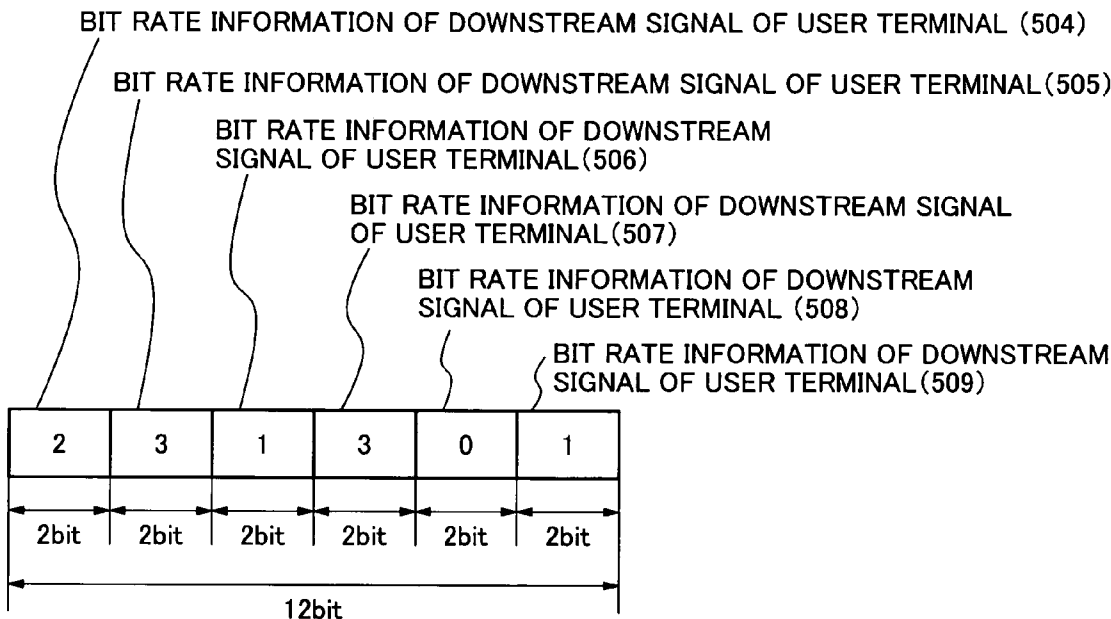 BIT RATE INFORMATION OF DOWNSTREAM SIGNAL OF USER TERMINAL (504)
BIT RATE INFORMATION OF DOWNSTREAM SIGNAL OF USER TERMINAL(505)
BIT RATE INFORMATION OF DOWNSTREAM
SIGNAL OF USER TERMINAL(506)
BIT RATE INFORMATION OF DOWNSTREAM SIGNAL
OF USER TERMINAL(507)
BIT RATE INFORMATION OF DOWNSTREAM
SIGNAL OF USER TERMINAL (508)
BIT RATE INFORMATION OF DOWNSTREAM
SIGNAL OF USER TERMINAL(509)
2 3 1 3 0 1
2bit 2bit 2bit 2bit 2bit 2bit
12bit